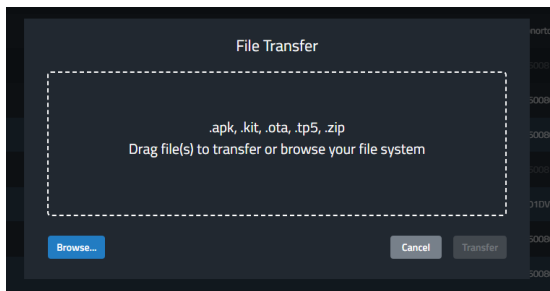 File Transfer
.apk, .kit, .ota, .tp5, .zip
Drag file(s) to transfer or browse your file system
Browse...
Cancel
Transfer